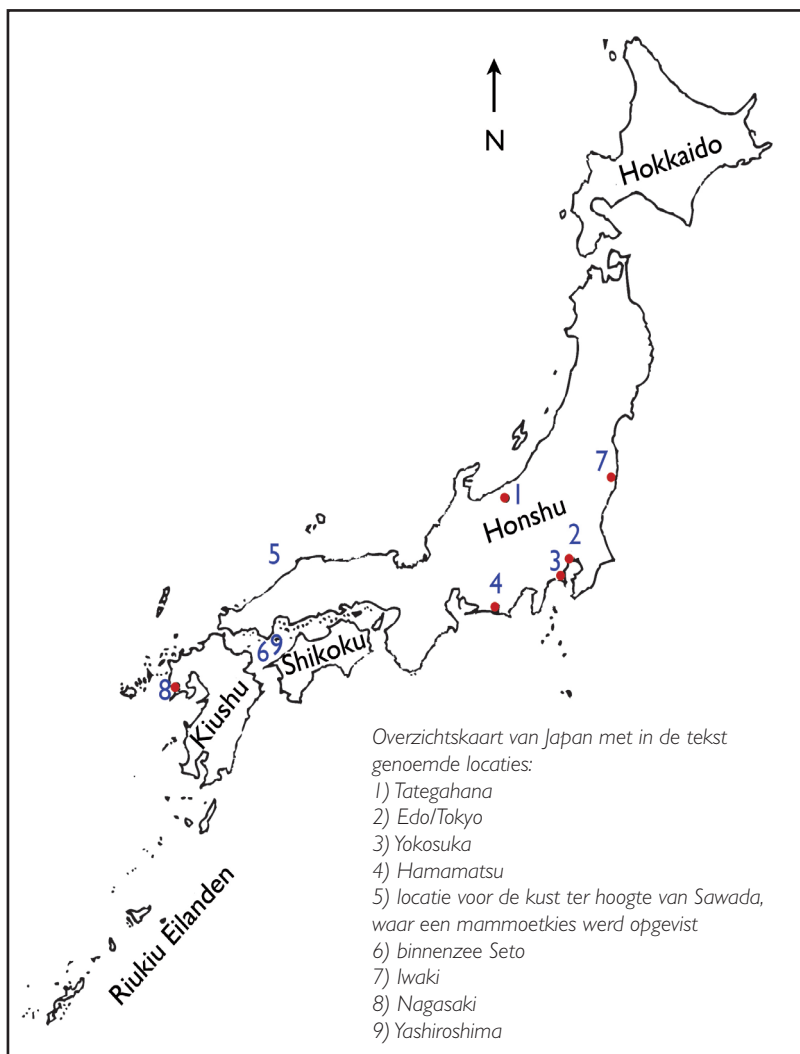 N
Hokkaido
7
1
Honshu
2
5
3
4
6 9
Shikoku
8
Kiushu
Riukiu Eilanden
Overzichtskaart van Japan met in de tekst
genoemde locaties:
1) Tategahana
2) Edo/Tokyo
3) Yokosuka
4) Hamamatsu
5) locatie voor de kust ter hoogte van Sawada,
waar een mammoetkies werd opgevist
6) binnenzee Seto
7) Iwaki
8) Nagasaki
9) Yashiroshima